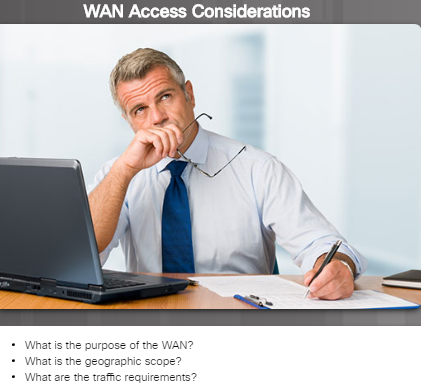 WAN Access Considerations
• What is the purpose of the WAN?
• What is the geographic scope?
• What are the traffic requirements?